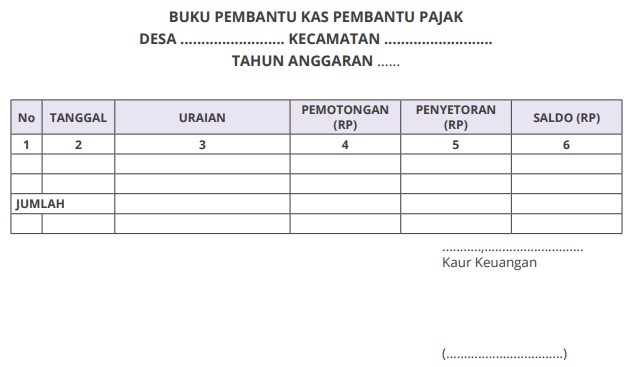 BUKU PEMBANTU KAS PEMBANTU PAJAK
DESA ......................... KECAMATAN ..........................
TAHUN ANGGARAN ......
No TANGGAL URAIAN PEMOTONGAN (RP) PENYETORAN (RP) SALDO (RP)
1 2 3 4 5 6
JUMLAH
...........,............................
Kaur Keuangan
(.................................)